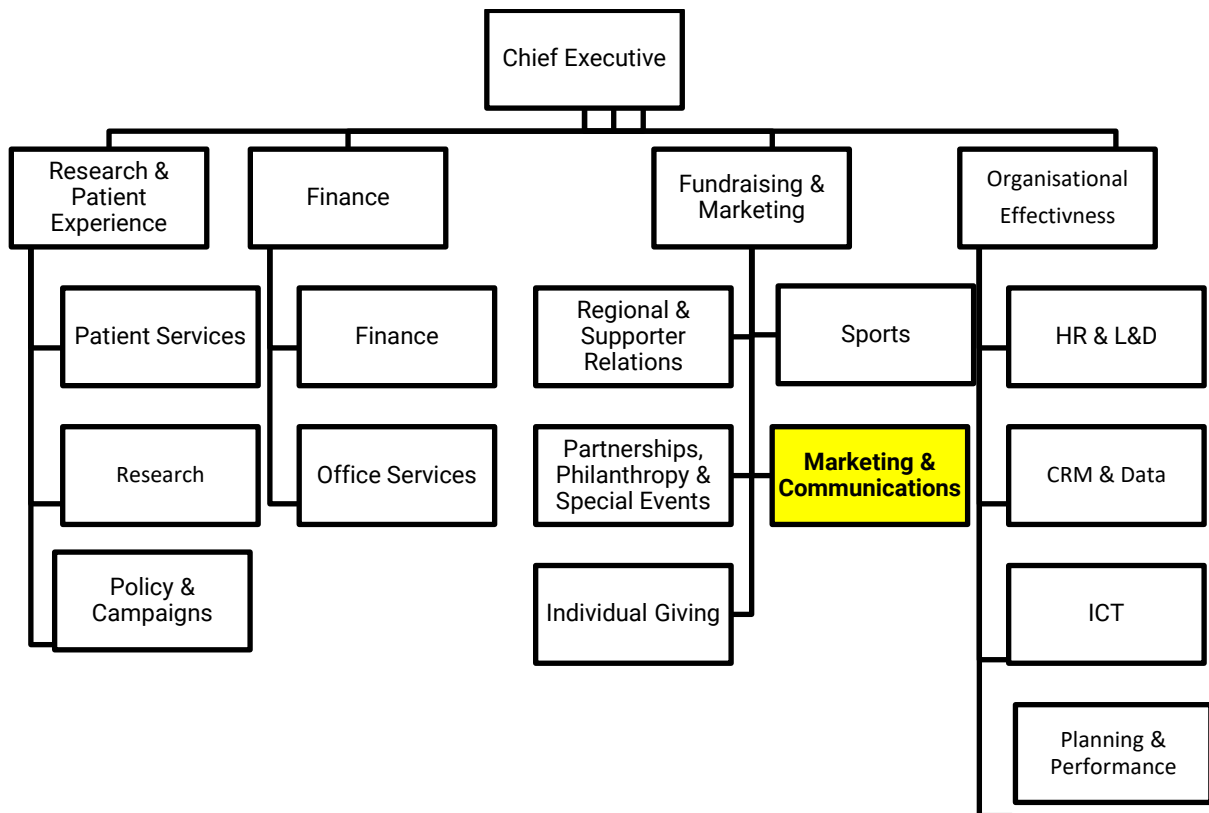 Chief Executive
Research &
Patient
Experience
Finance
Fundraising &
Marketing
Organisational
Effectivness
Patient Services
Finance
Regional &
Supporter
Relations
Sports
HR & L&D
Research
Office Services
Partnerships,
Philanthropy &
Special Events
Marketing &
Communications
CRM & Data
Policy &
Campaigns
Individual Giving
ICT
Planning &
Performance